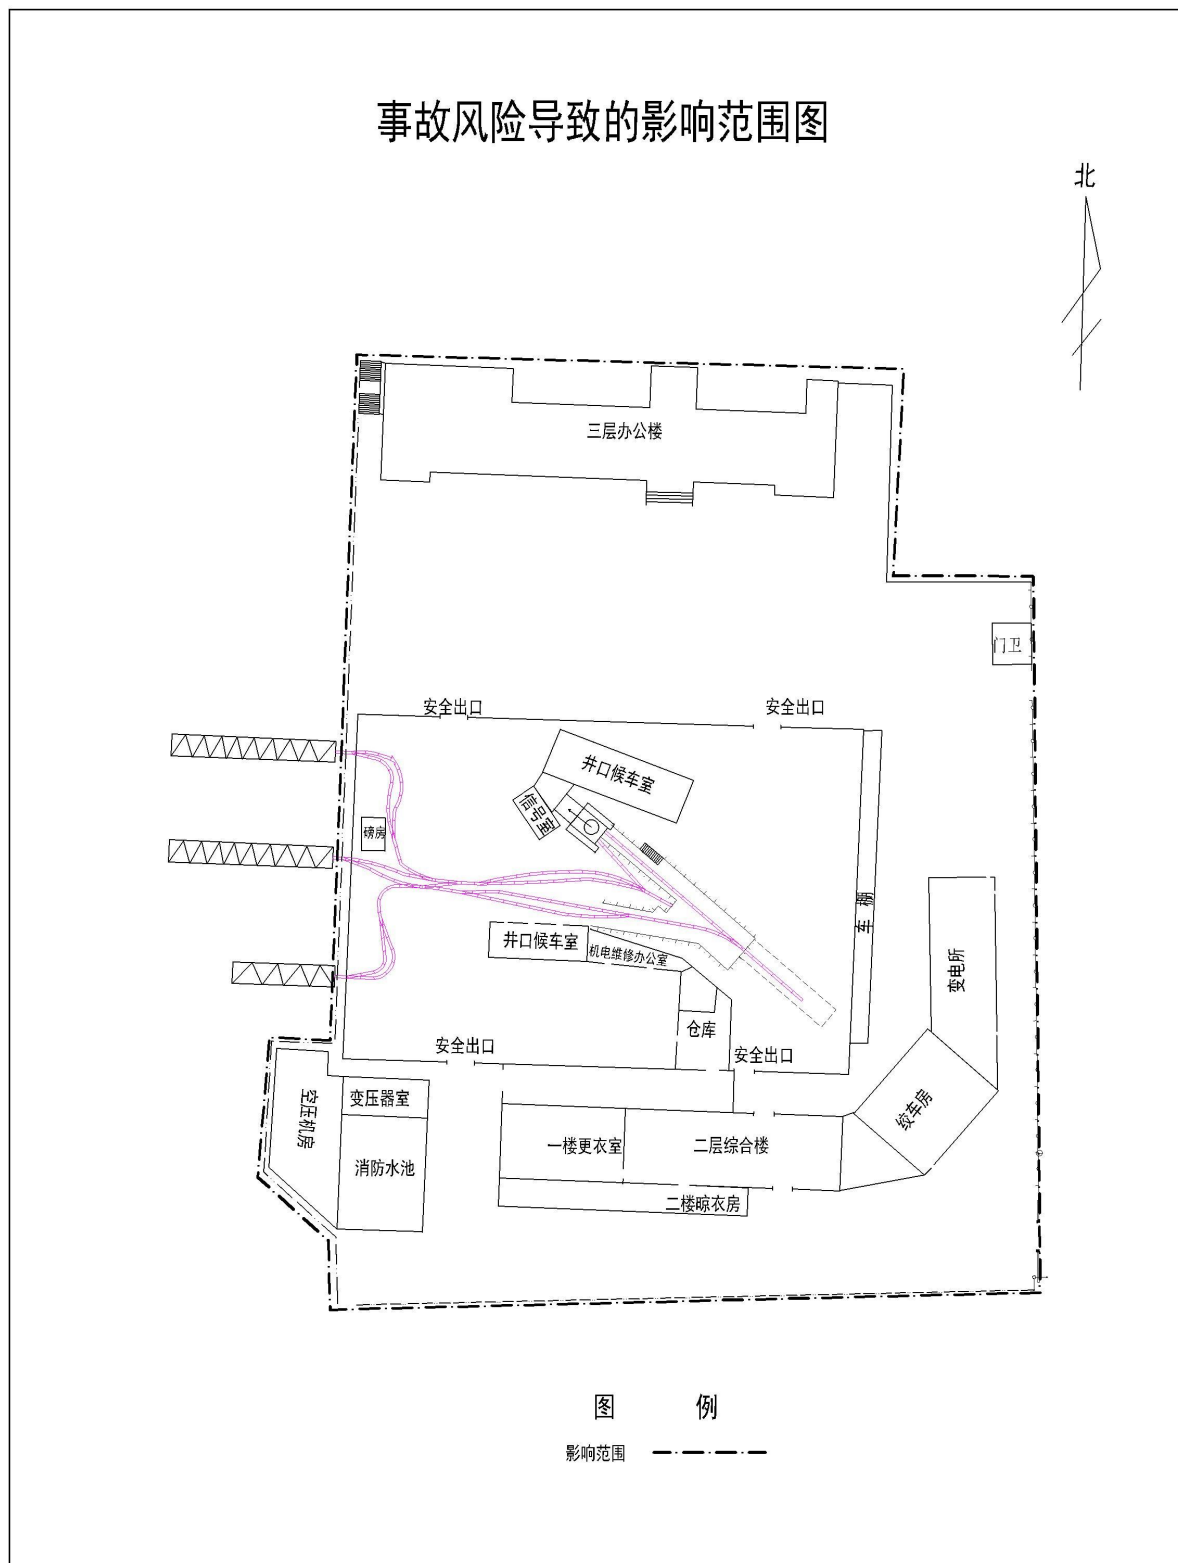 事故风险导致的影响范围图
北
三层办公楼
门卫
安全出口
安全出口
井口候车室
信号室
磅房
车棚
井口候车室
机电维修办公室
变电所
仓库
安全出口
安全出口
空压机房
变压器室
绞车房
一楼更衣室
二层综合楼
消防水池
二楼晾衣房
图 例
影响范围